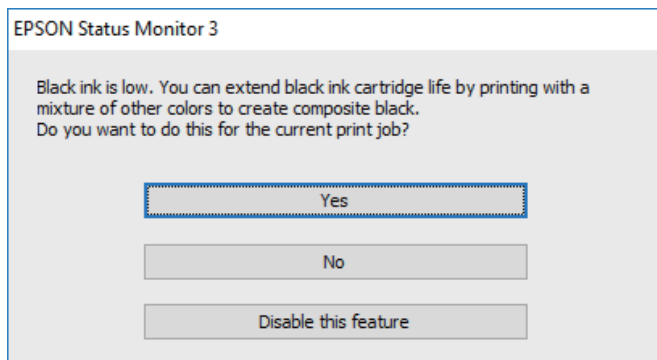 EPSON Status Monitor 3
Black ink is low. You can extend black ink cartridge life by printing with a
mixture of other colors to create composite black.
Do you want to do this for the current print job?
Yes
No
Disable this feature